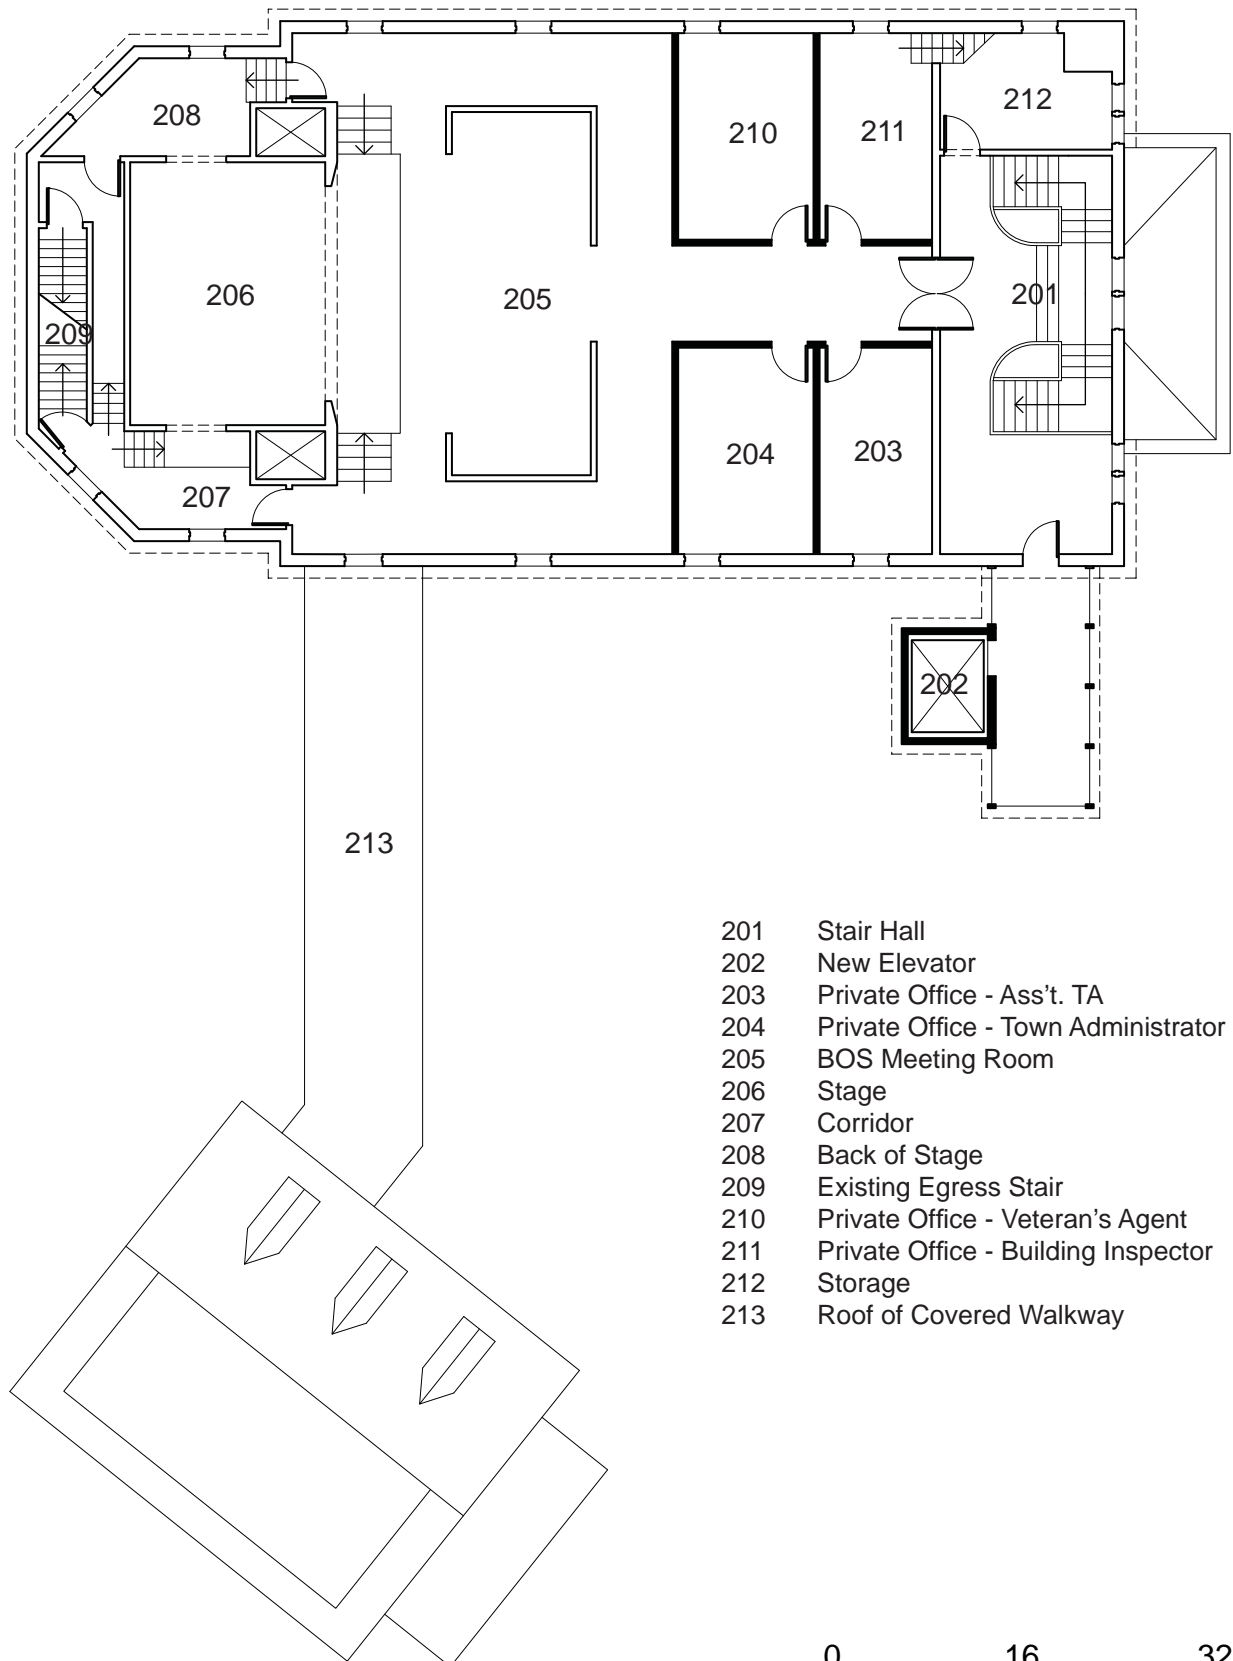 208
210
211
212
206
205
201
209
204
203
207
202
213
201 Stair Hall
202 New Elevator
203 Private Office - Ass't. TA
204 Private Office - Town Administrator
205 BOS Meeting Room
206 Stage
207 Corridor
208 Back of Stage
209 Existing Egress Stair
210 Private Office - Veteran's Agent
211 Private Office - Building Inspector
212 Storage
213 Roof of Covered Walkway
0 16 32